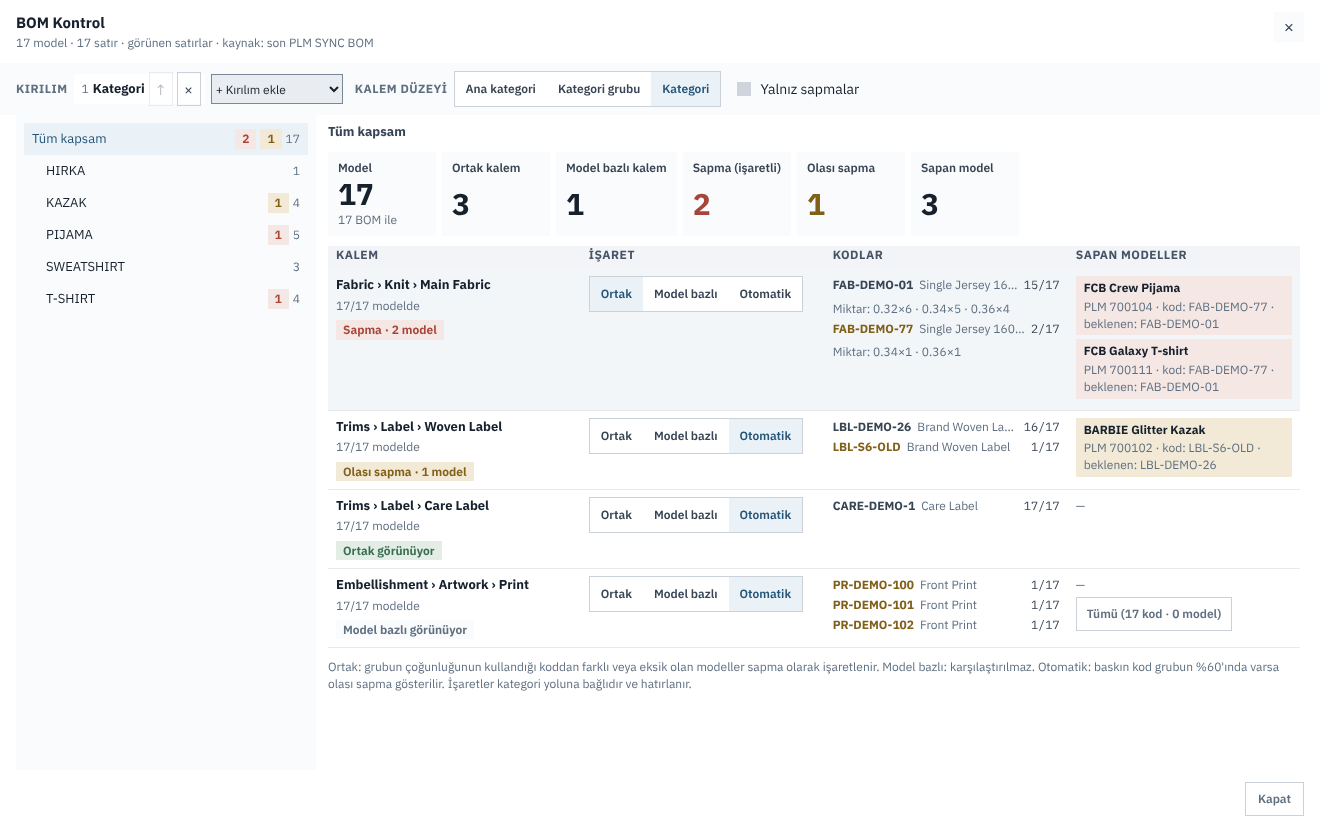 BOM Kontrol
×
17 model · 17 satır · görünen satırlar · kaynak: son PLM SYNC BOM
KIRILIM 1 Kategori ↑ × + Kırılım ekle KALEM DÜZEYİ Ana kategori Kategori grubu Kategori Yalnız sapmalar
Tüm kapsam 2 1 17
HIRKA 1
KAZAK 1 4
PIJAMA 1 5
SWEATSHIRT 3
T-SHIRT 1 4
Tüm kapsam
Model Ortak kalem Model bazlı kalem Sapma (işaretli) Olası sapma Sapan model
17 3 1 2 1 3
17 BOM ile
KALEM İŞARET KODLAR SAPAN MODELLER
Fabric › Knit › Main Fabric
17/17 modelde
Sapma · 2 model
Ortak Model bazlı Otomatik
FAB-DEMO-01 Single Jersey 16... 15/17
Miktar: 0.32×6 · 0.34×5 · 0.36×4
FAB-DEMO-77 Single Jersey 160... 2/17
Miktar: 0.34×1 · 0.36×1
FCB Crew Pijama
PLM 700104 · kod: FAB-DEMO-77 ·
beklenen: FAB-DEMO-01
FCB Galaxy T-shirt
PLM 700111 · kod: FAB-DEMO-77 ·
beklenen: FAB-DEMO-01
Trims › Label › Woven Label
17/17 modelde
Olası sapma · 1 model
Ortak Model bazlı Otomatik
LBL-DEMO-26 Brand Woven La... 16/17
LBL-S6-OLD Brand Woven Label 1/17
BARBIE Glitter Kazak
PLM 700102 · kod: LBL-S6-OLD ·
beklenen: LBL-DEMO-26
Trims › Label › Care Label
17/17 modelde
Ortak görünüyor
Ortak Model bazlı Otomatik
CARE-DEMO-1 Care Label 17/17
—
Embellishment › Artwork › Print
17/17 modelde
Model bazlı görünüyor
Ortak Model bazlı Otomatik
PR-DEMO-100 Front Print 1/17
PR-DEMO-101 Front Print 1/17
PR-DEMO-102 Front Print 1/17
—
Tümü (17 kod · 0 model)
Ortak: grubun çoğunluğunun kullandığı koddan farklı veya eksik olan modeller sapma olarak işaretlenir. Model bazlı: karşılaştırılmaz. Otomatik: baskın kod grubun %60'ında varsa
olası sapma gösterilir. İşaretler kategori yoluna bağlıdır ve hatırlanır.
Kapat